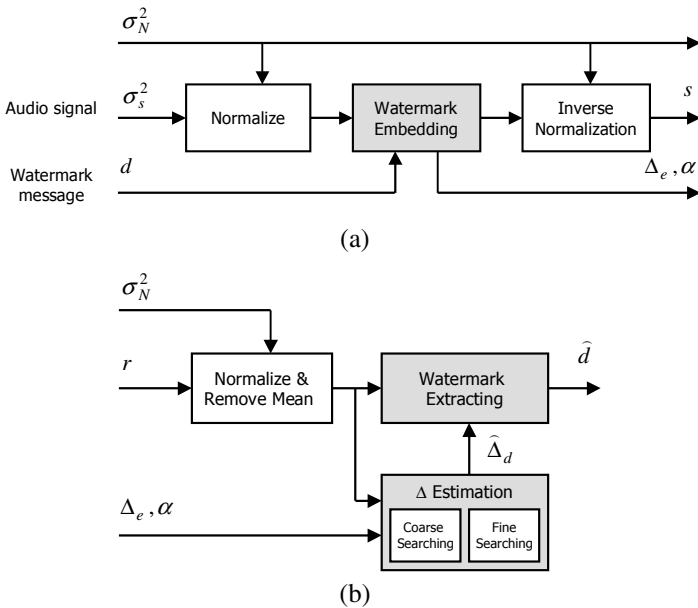 σ_N^2
Audio signal
σ_s^2
Normalize
Watermark
Embedding
Inverse
Normalization
s
Watermark
message
d
Δ_e , α
(a)
σ_N^2
r
Normalize &
Remove Mean
Watermark
Extracting
d̂
Δ̂_d
Δ Estimation
Coarse
Searching
Fine
Searching
Δ_e , α
(b)